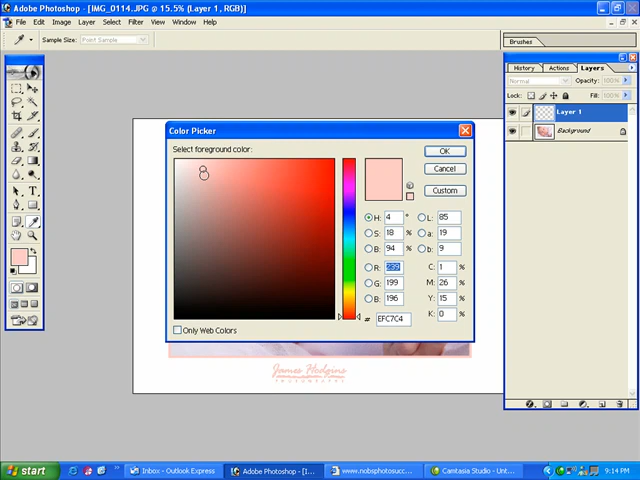 Adobe Photoshop - [IMG_0114.JPG @ 15.5% (Layer 1, RGB)]
File Edit Image Layer Select Filter View Window Help
Sample Size: Point Sample
Brushes
History Actions Layers
Normal Opacity: 100%
Lock: Fill: 100%
Layer 1
Background
Color Picker
Select foreground color:
OK
Cancel
Custom
H: 4 °
S: 18 %
B: 94 %
R: 239
G: 199
B: 196
# EFC7C4
L: 85
a: 19
b: 9
C: 1 %
M: 26 %
Y: 15 %
K: 0 %
Only Web Colors
James Hodgins
PHOTOGRAPHY
start
Inbox - Outlook Express
Adobe Photoshop - [I...
www.nobsphotosucc...
Camtasia Studio - Unt...
9:14 PM